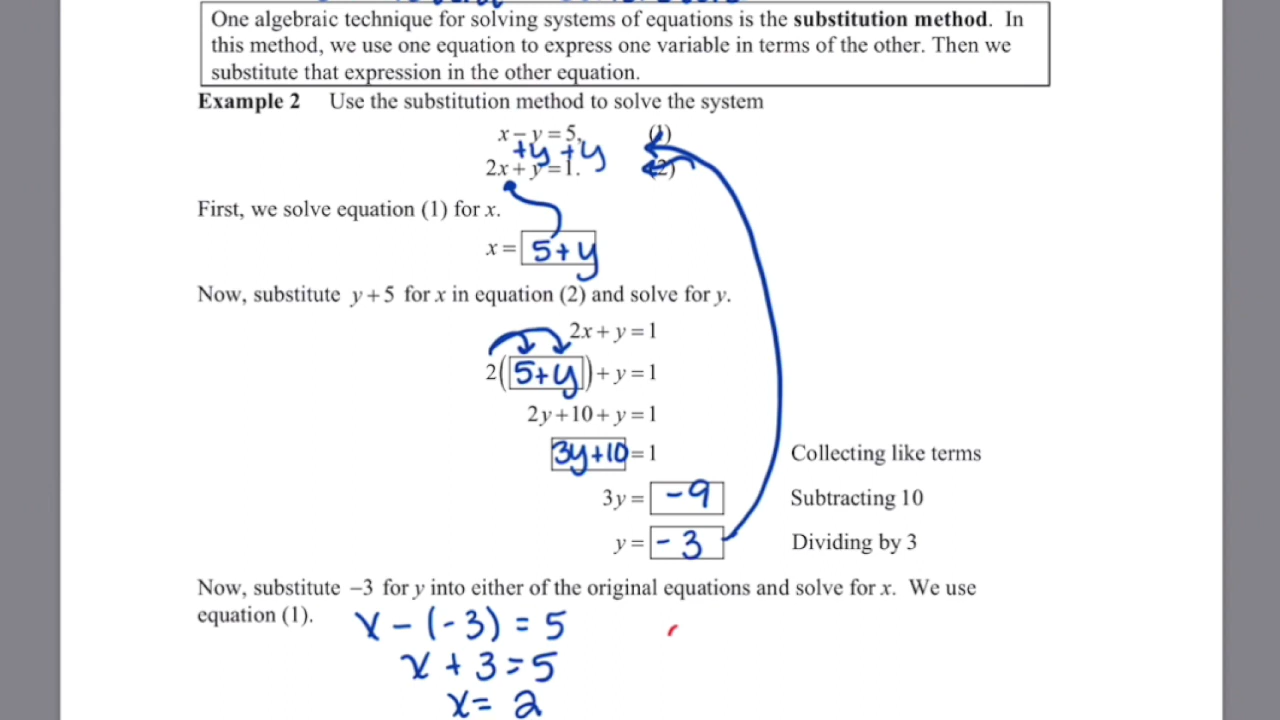 One algebraic technique for solving systems of equations is the substitution method. In
this method, we use one equation to express one variable in terms of the other. Then we
substitute that expression in the other equation.
Example 2 Use the substitution method to solve the system
x − y = 5, (1)
+y +y
2x + y = 1. (2)
First, we solve equation (1) for x.
x = 5+y
Now, substitute y + 5 for x in equation (2) and solve for y.
2x + y = 1
2(5+y) + y = 1
2y + 10 + y = 1
3y+10 = 1 Collecting like terms
3y = -9 Subtracting 10
y = -3 Dividing by 3
Now, substitute −3 for y into either of the original equations and solve for x. We use
equation (1).
x - (-3) = 5
x + 3 = 5
x = 2